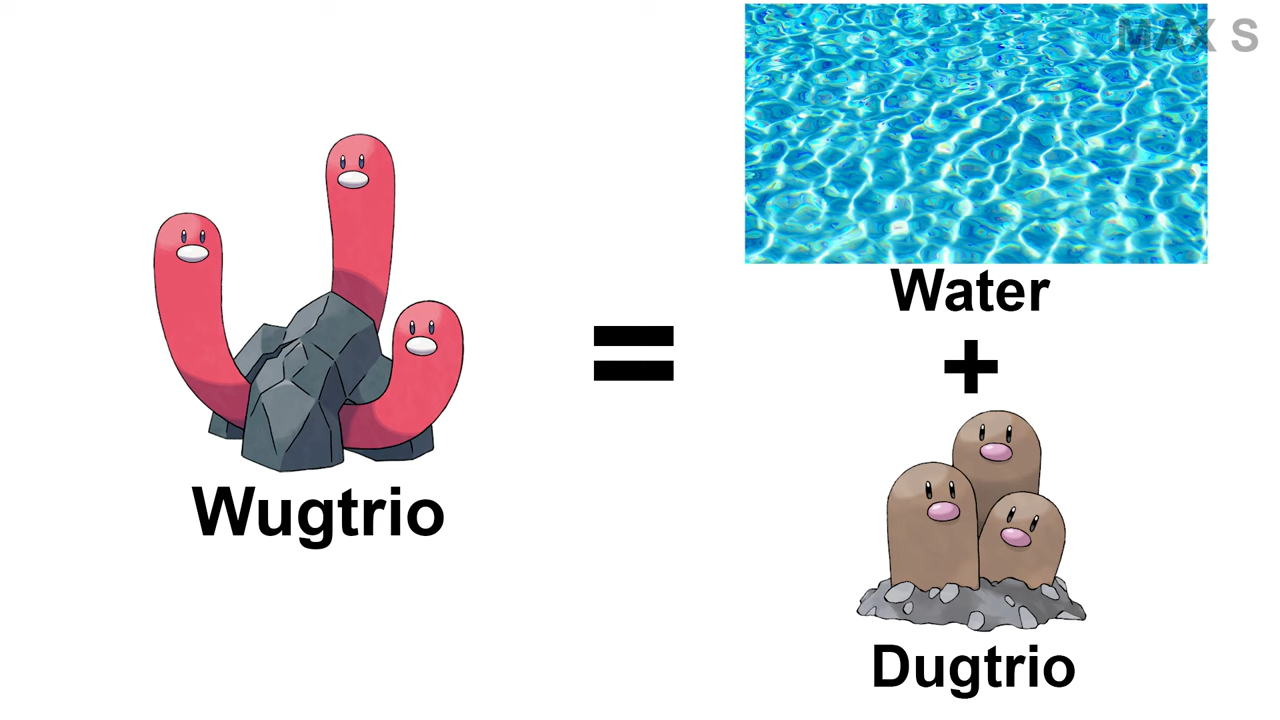 MAX S
Wugtrio
=
Water
+
Dugtrio